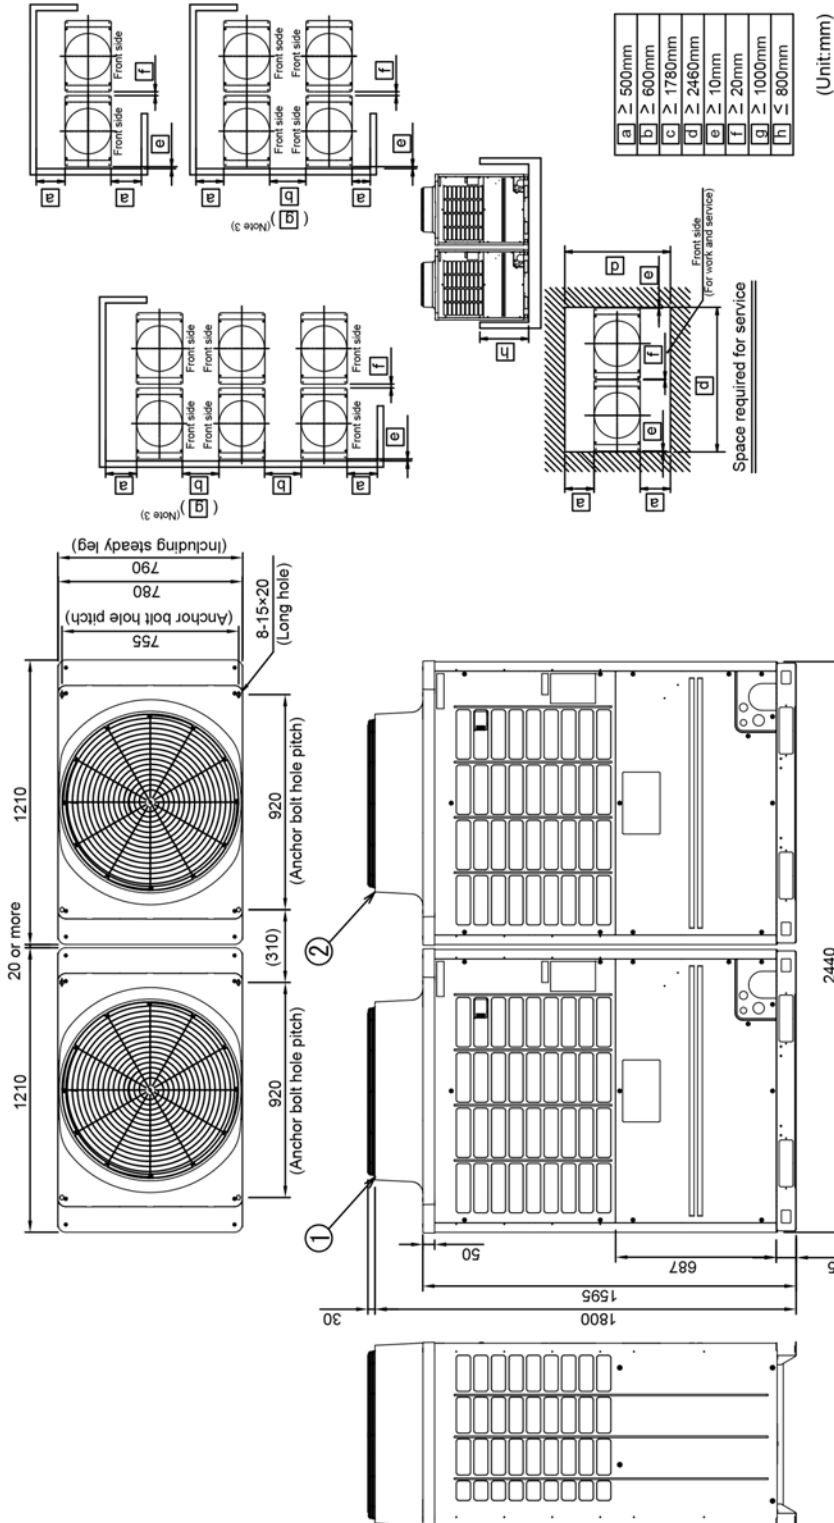 a
a
e
f
Front side
Front side
a
b
a
( g )
(Note 3)
e
f
Front side
Front sode
Front side
Front side
a
b
b
a
( g )
(Note 3)
e
f
Front side
Front side
Front side
Front side
Front side
Front side
h
a
a
e
f
e
d
d
Front side
(For work and service)
Space required for service
a ≥ 500mm
b ≥ 600mm
c ≥ 1780mm
d ≥ 2460mm
e ≥ 10mm
f ≥ 20mm
g ≥ 1000mm
h ≤ 800mm
(Unit:mm)
1210
20 or more
1210
755
(Anchor bolt hole pitch)
780
790
(Including steady leg)
8-15×20
(Long hole)
920
(Anchor bolt hole pitch)
(310)
920
(Anchor bolt hole pitch)
1
2
30
50
687
1595
1800
2440